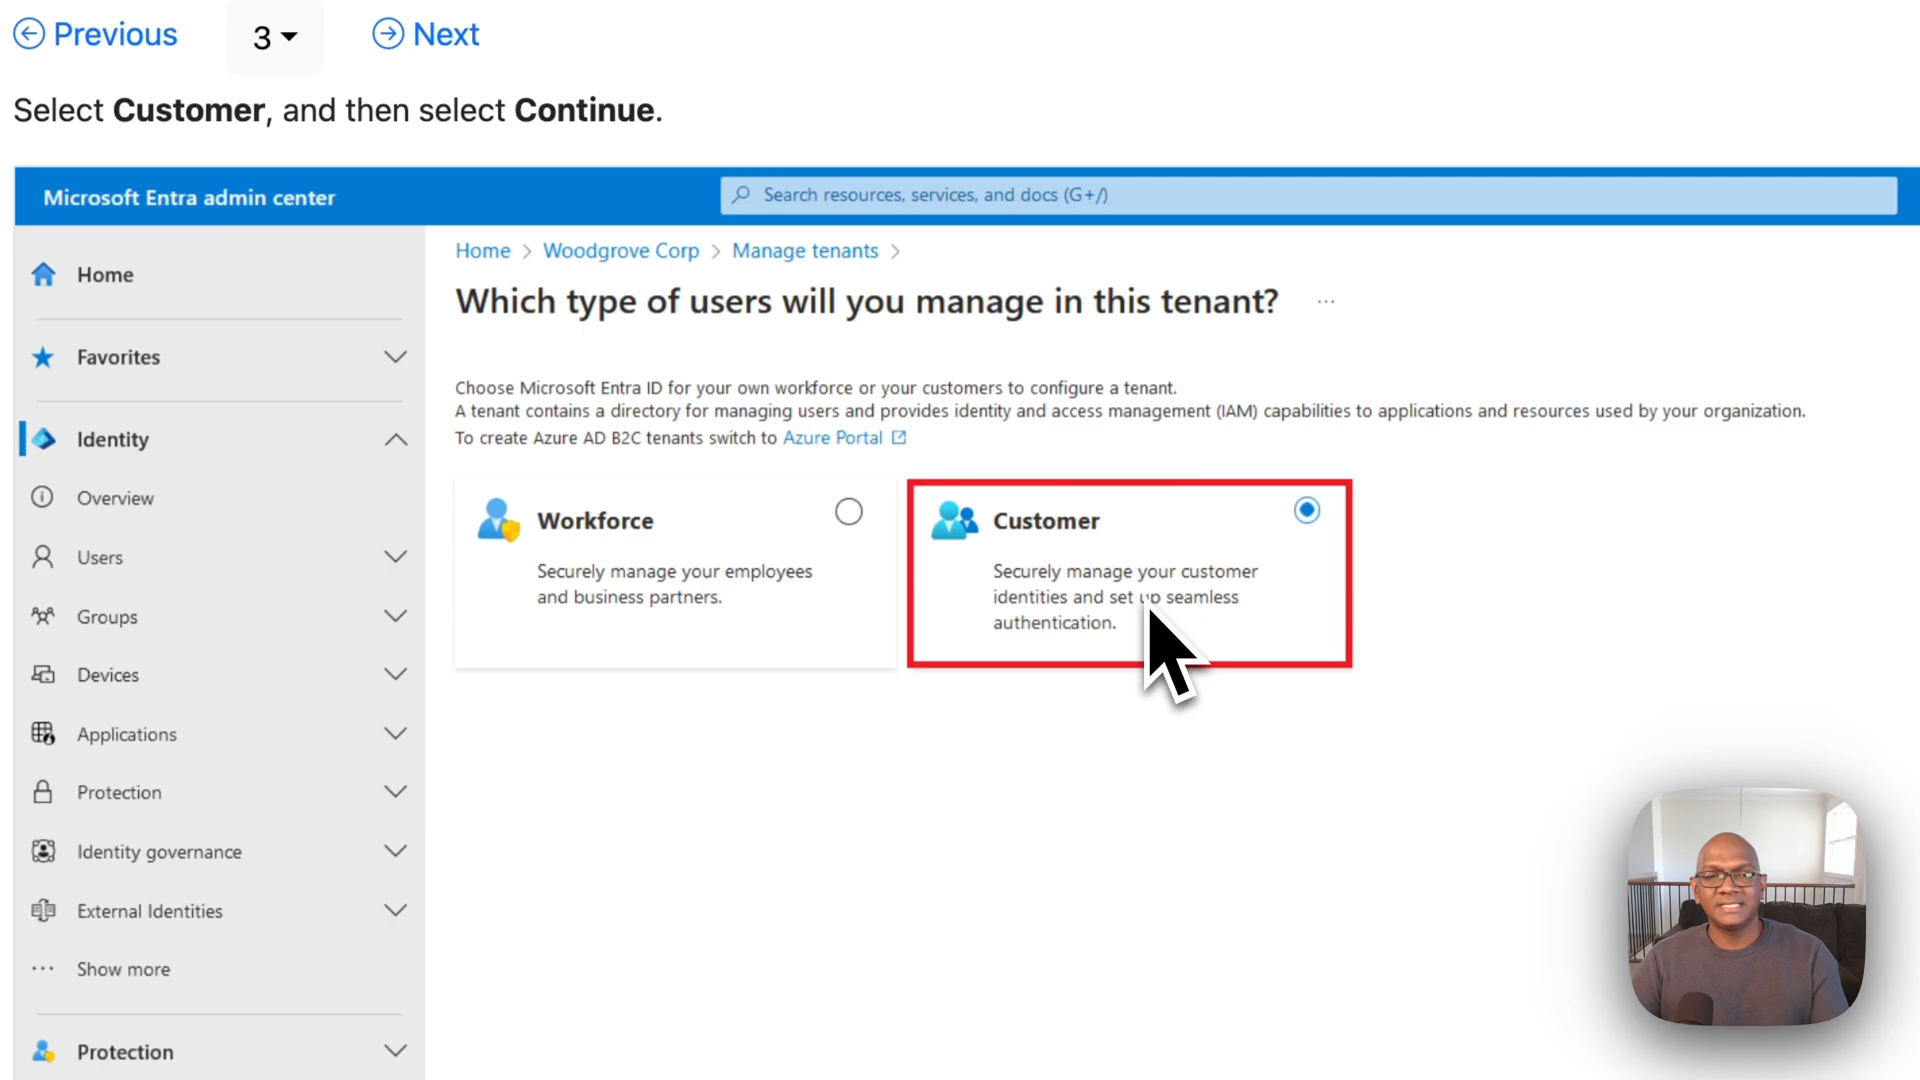 Previous
3
Next
Select Customer, and then select Continue.
Microsoft Entra admin center
Search resources, services, and docs (G+/)
Home
Favorites
Identity
Overview
Users
Groups
Devices
Applications
Protection
Identity governance
External Identities
Show more
Protection
Home > Woodgrove Corp > Manage tenants >
Which type of users will you manage in this tenant? ...
Choose Microsoft Entra ID for your own workforce or your customers to configure a tenant.
A tenant contains a directory for managing users and provides identity and access management (IAM) capabilities to applications and resources used by your organization.
To create Azure AD B2C tenants switch to Azure Portal
Workforce
Securely manage your employees
and business partners.
Customer
Securely manage your customer
identities and set up seamless
authentication.